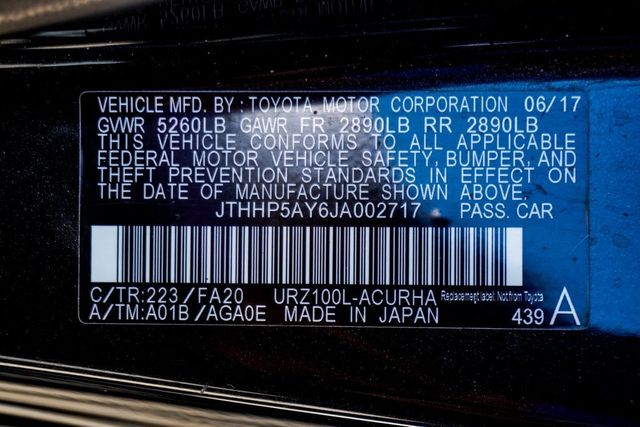 VEHICLE MFD. BY : TOYOTA MOTOR CORPORATION 06/17
GVWR 5260LB GAWR FR 2890LB RR 2890LB
THIS VEHICLE CONFORMS TO ALL APPLICABLE
FEDERAL MOTOR VEHICLE SAFETY, BUMPER, AND
THEFT PREVENTION STANDARDS IN EFFECT ON
THE DATE OF MANUFACTURE SHOWN ABOVE.
JTHHP5AY6JA002717 PASS. CAR
C/TR:223/FA20 URZ100L-ACURHA Replacement label. Not from Toyota
A/TM:A01B/AGA0E MADE IN JAPAN 439 A